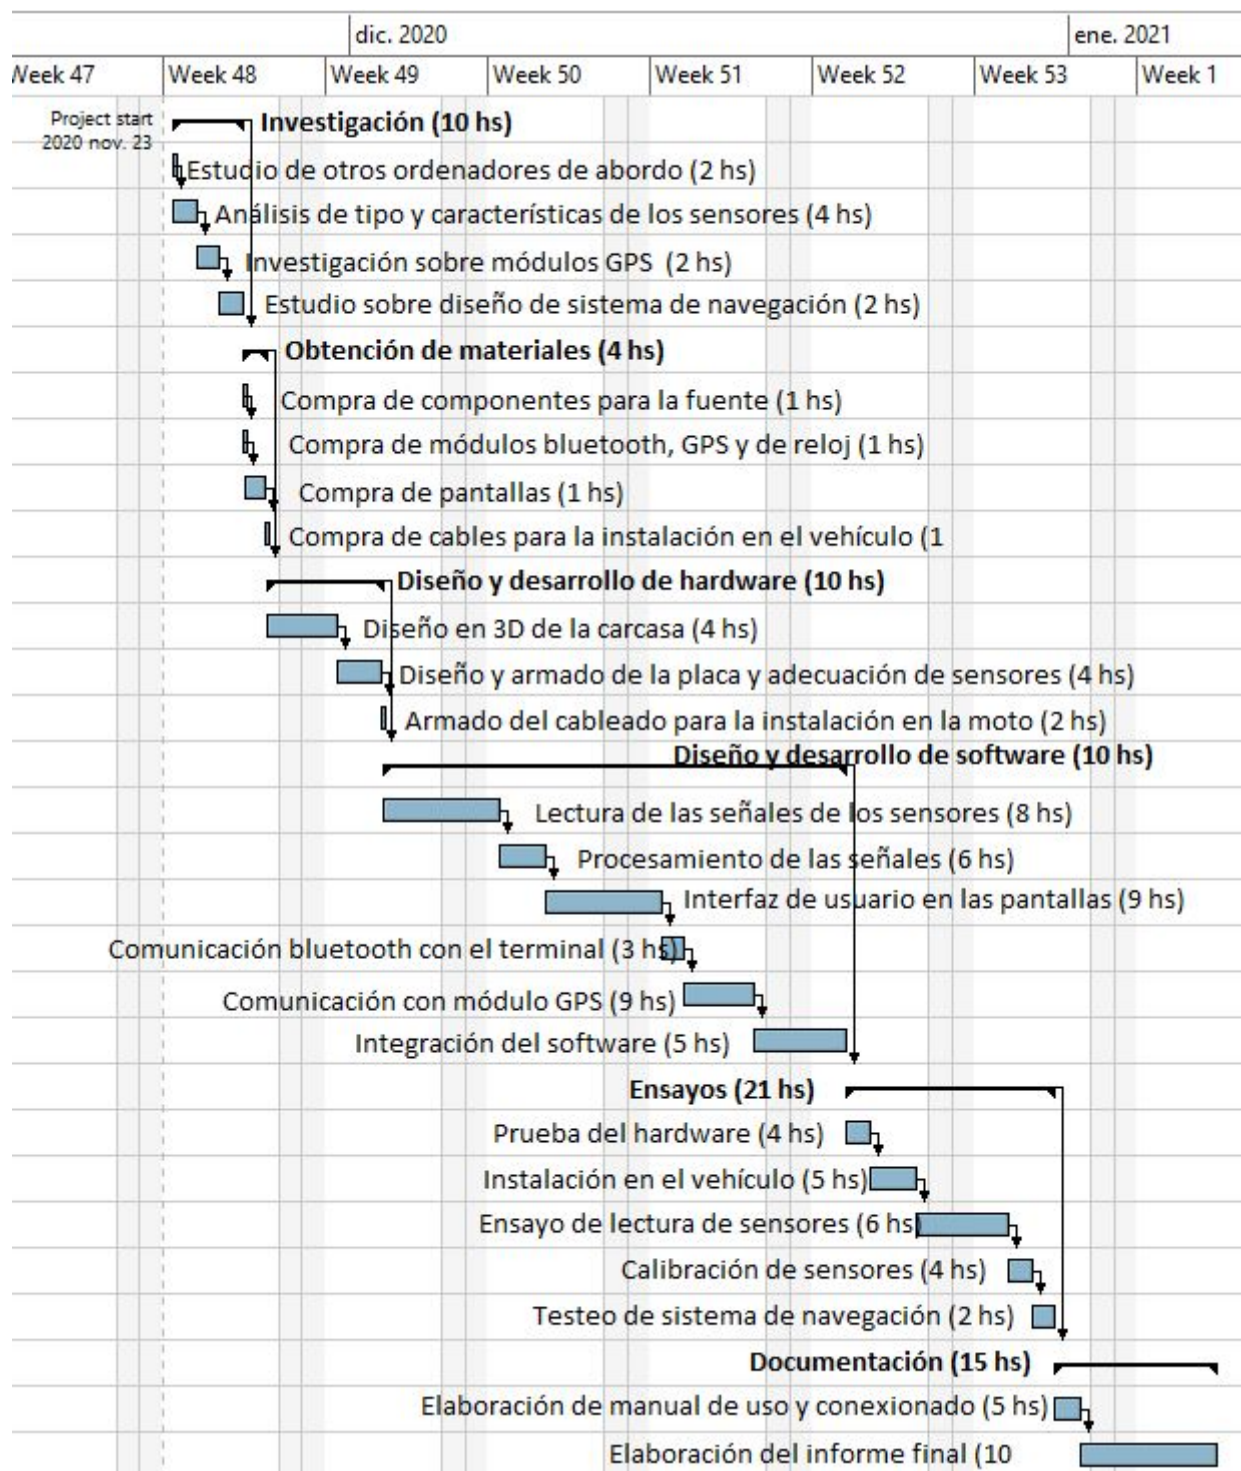 dic. 2020
ene. 2021
Week 47
Week 48
Week 49
Week 50
Week 51
Week 52
Week 53
Week 1
Project start
2020 nov. 23
Investigación (10 hs)
Estudio de otros ordenadores de abordo (2 hs)
Análisis de tipo y características de los sensores (4 hs)
Investigación sobre módulos GPS (2 hs)
Estudio sobre diseño de sistema de navegación (2 hs)
Obtención de materiales (4 hs)
Compra de componentes para la fuente (1 hs)
Compra de módulos bluetooth, GPS y de reloj (1 hs)
Compra de pantallas (1 hs)
Compra de cables para la instalación en el vehículo (1
Diseño y desarrollo de hardware (10 hs)
Diseño en 3D de la carcasa (4 hs)
Diseño y armado de la placa y adecuación de sensores (4 hs)
Armado del cableado para la instalación en la moto (2 hs)
Diseño y desarrollo de software (10 hs)
Lectura de las señales de los sensores (8 hs)
Procesamiento de las señales (6 hs)
Interfaz de usuario en las pantallas (9 hs)
Comunicación bluetooth con el terminal (3 hs)
Comunicación con módulo GPS (9 hs)
Integración del software (5 hs)
Ensayos (21 hs)
Prueba del hardware (4 hs)
Instalación en el vehículo (5 hs)
Ensayo de lectura de sensores (6 hs)
Calibración de sensores (4 hs)
Testeo de sistema de navegación (2 hs)
Documentación (15 hs)
Elaboración de manual de uso y conexionado (5 hs)
Elaboración del informe final (10